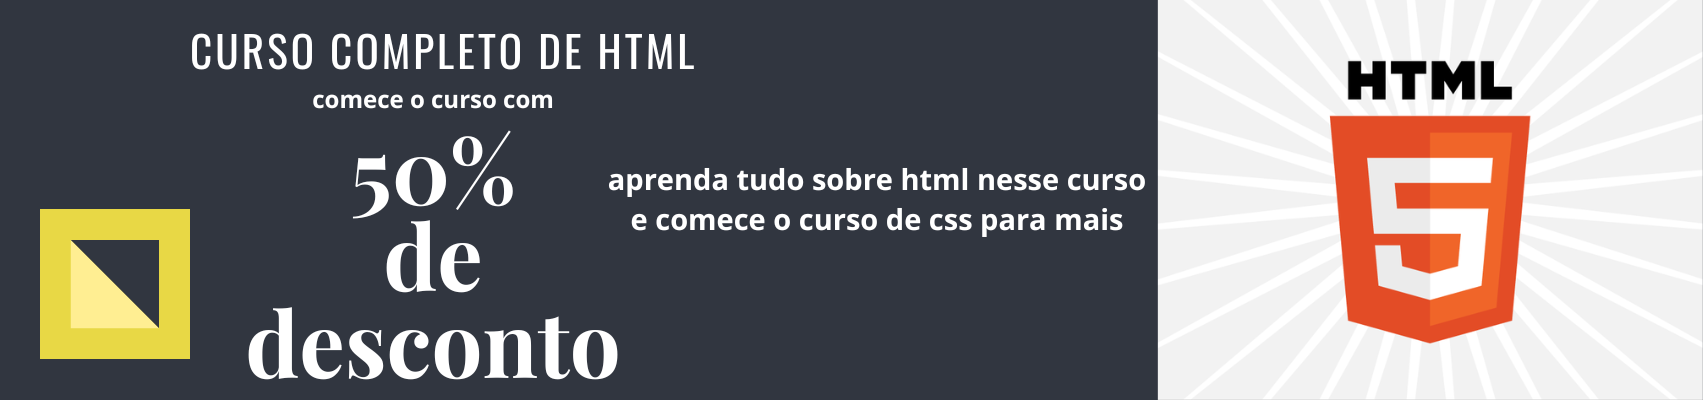 CURSO COMPLETO DE HTML
comece o curso com
50%
de
desconto
aprenda tudo sobre html nesse curso
e comece o curso de css para mais
HTML
5